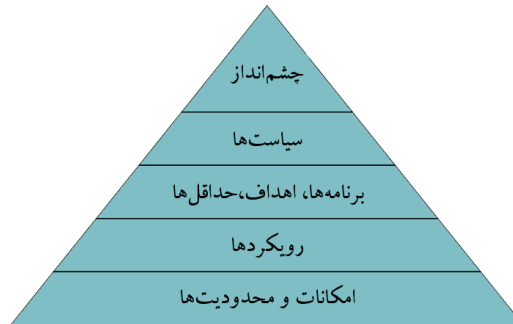 چشم‌انداز
سیاست‌ها
برنامه‌ها، اهداف،حداقل‌ها
رویکردها
امکانات و محدودیت‌ها